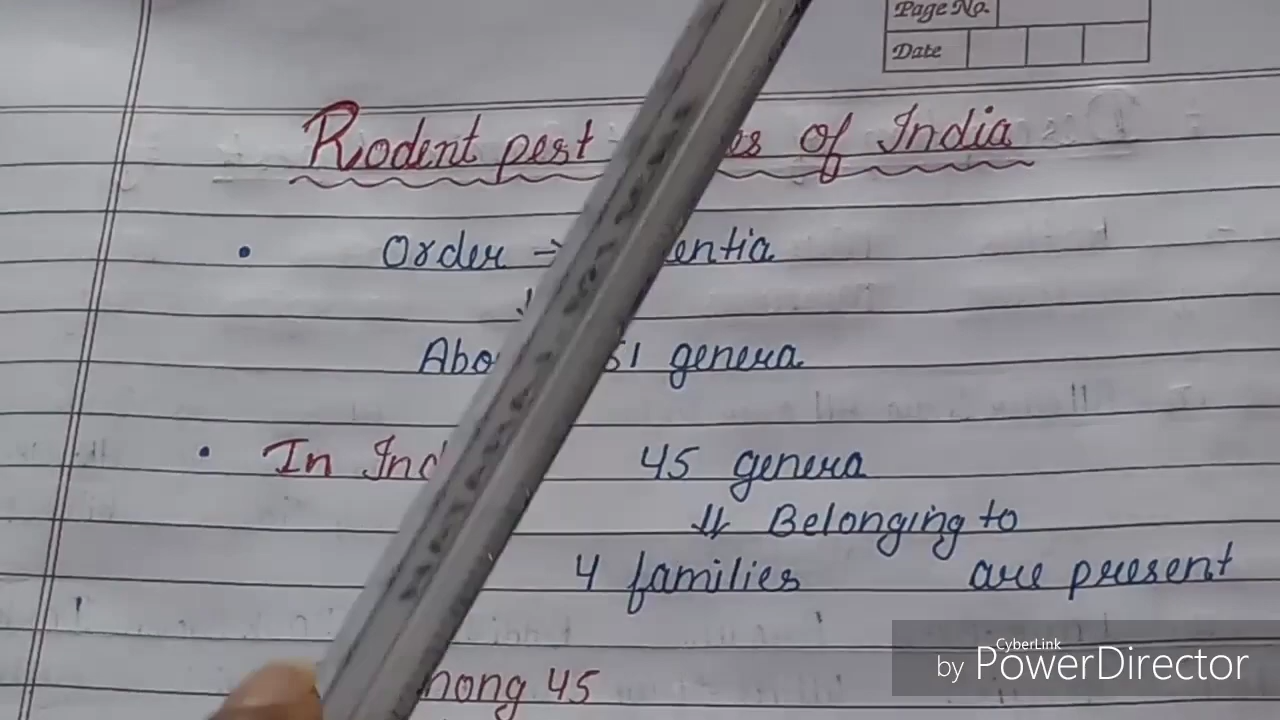 Page No.
Date
Rodent pest of India
• Order →
genera
• In 45 genera
⇓ Belonging to
4 families are present
45
CyberLink
by PowerDirector